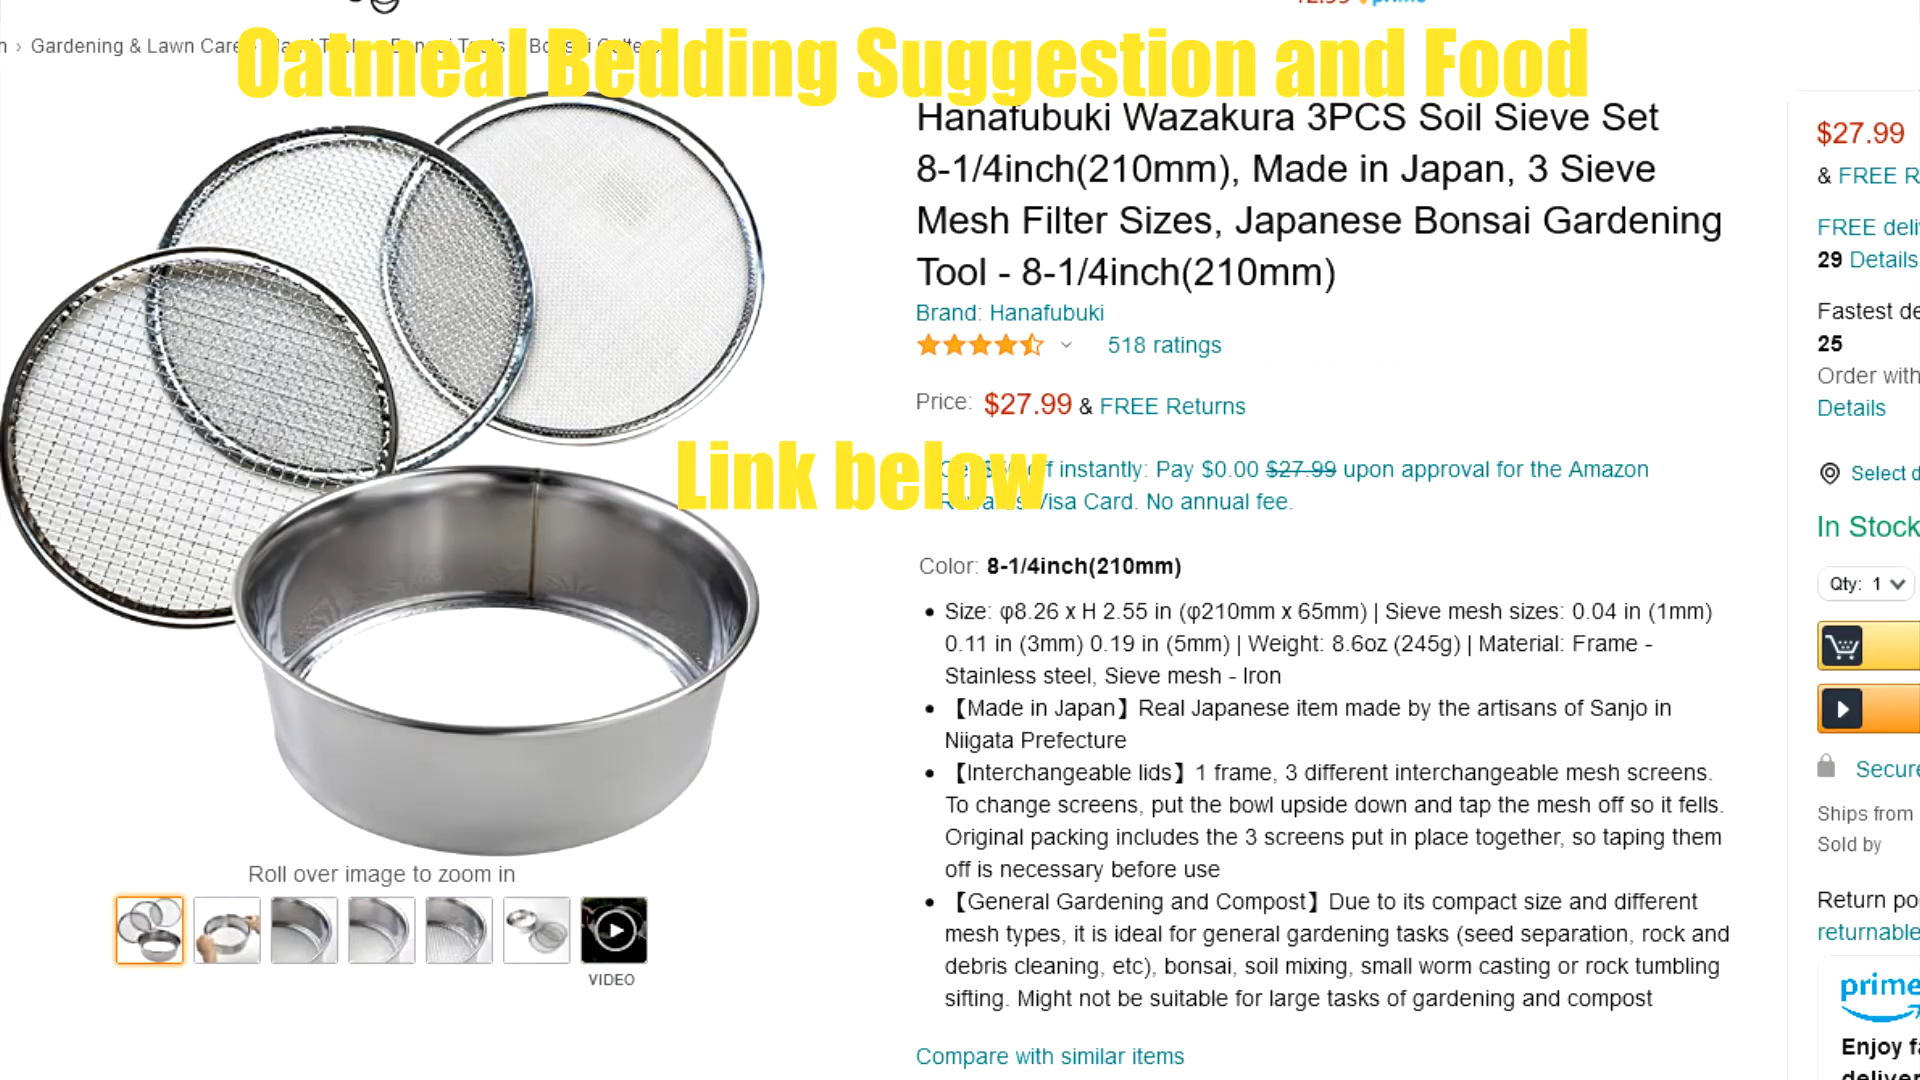 Oatmeal Bedding Suggestion and Food
Gardening & Lawn Care
Hanafubuki Wazakura 3PCS Soil Sieve Set
8-1/4inch(210mm), Made in Japan, 3 Sieve
Mesh Filter Sizes, Japanese Bonsai Gardening
Tool - 8-1/4inch(210mm)
Brand: Hanafubuki
518 ratings
Price: $27.99 & FREE Returns
Link below
off instantly: Pay $0.00 $27.99 upon approval for the Amazon
Visa Card. No annual fee.
Color: 8-1/4inch(210mm)
• Size: φ8.26 x H 2.55 in (φ210mm x 65mm) | Sieve mesh sizes: 0.04 in (1mm)
0.11 in (3mm) 0.19 in (5mm) | Weight: 8.6oz (245g) | Material: Frame -
Stainless steel, Sieve mesh - Iron
• 【Made in Japan】Real Japanese item made by the artisans of Sanjo in
Niigata Prefecture
• 【Interchangeable lids】1 frame, 3 different interchangeable mesh screens.
To change screens, put the bowl upside down and tap the mesh off so it fells.
Original packing includes the 3 screens put in place together, so taping them
off is necessary before use
• 【General Gardening and Compost】Due to its compact size and different
mesh types, it is ideal for general gardening tasks (seed separation, rock and
debris cleaning, etc), bonsai, soil mixing, small worm casting or rock tumbling
sifting. Might not be suitable for large tasks of gardening and compost
Compare with similar items
Roll over image to zoom in
VIDEO
$27.99
& FREE R
FREE deli
29 Details
Fastest de
25
Order with
Details
Select d
In Stock
Qty: 1
Secure
Ships from
Sold by
Return po
returnable
prime
Enjoy fa